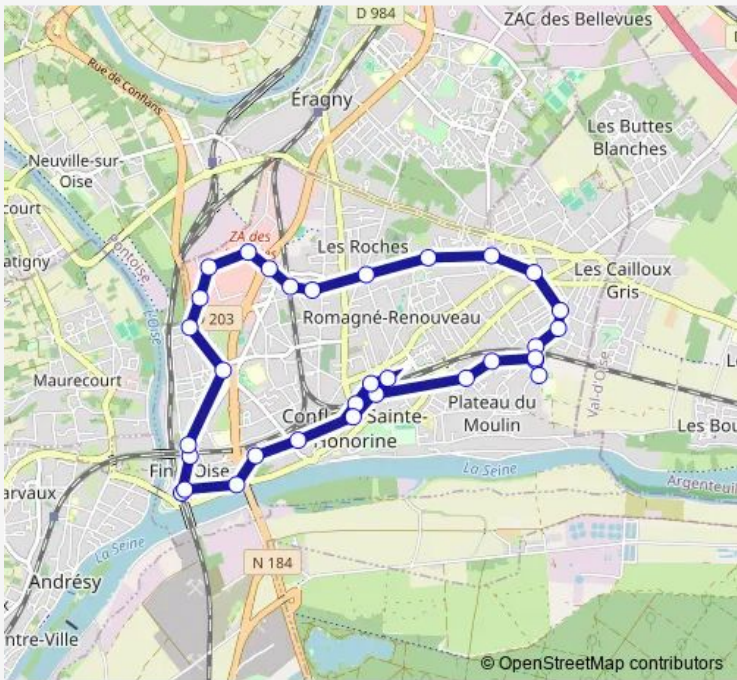 D 984
ZAC des Bellevues
Rue de Conflans
Éragny
Les Buttes
Blanches
Neuville-sur-
Oise
court
Pontoise
ZA des
Les Roches
atigny
Les Cailloux
Gris
L'Oise
203
Romagné-Renouveau
Maurecourt
Val-d'Oise
Plateau du
Moulin
Sainte-
Honorine
Les Bou
La Seine
Argenteuil
arvaux
La Seine
N 184
Andrésy
ntre-Ville
© OpenStreetMap contributors